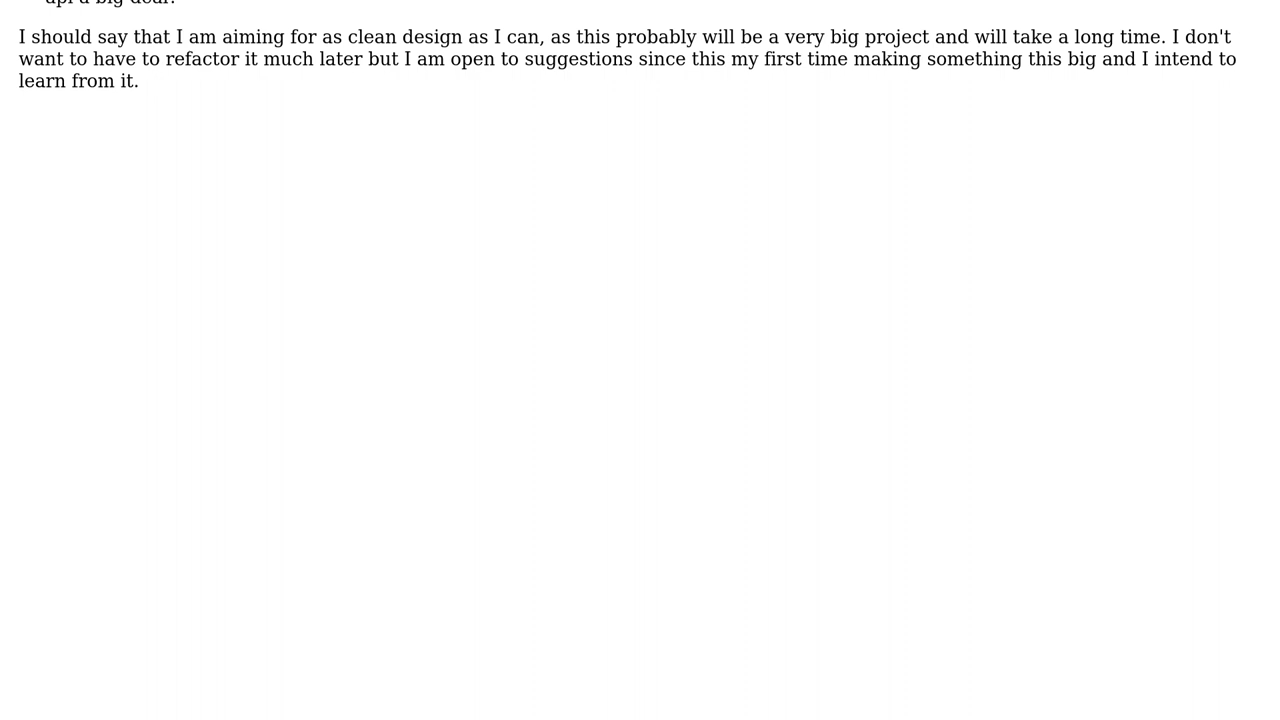 I should say that I am aiming for as clean design as I can, as this probably will be a very big project and will take a long time. I don't
want to have to refactor it much later but I am open to suggestions since this my first time making something this big and I intend to
learn from it.